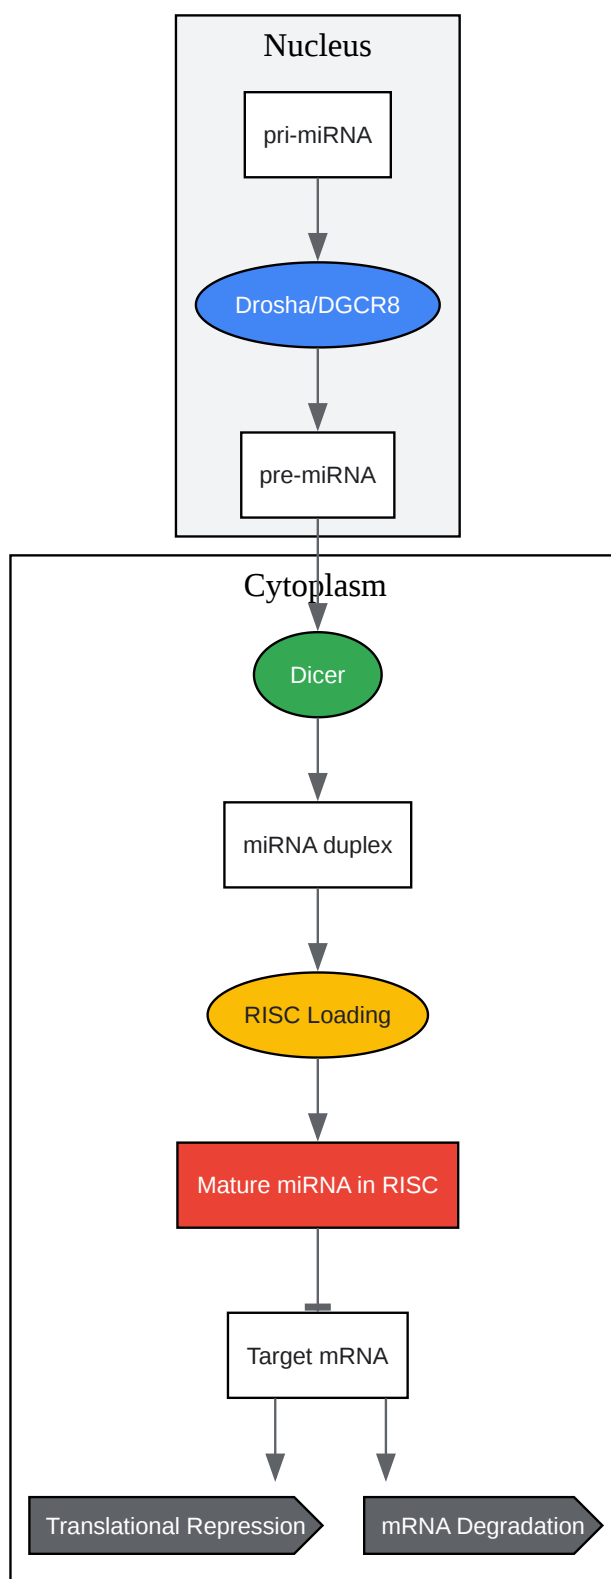 Nucleus
pri-miRNA
Drosha/DGCR8
pre-miRNA
Cytoplasm
Dicer
miRNA duplex
RISC Loading
Mature miRNA in RISC
Target mRNA
Translational Repression
mRNA Degradation